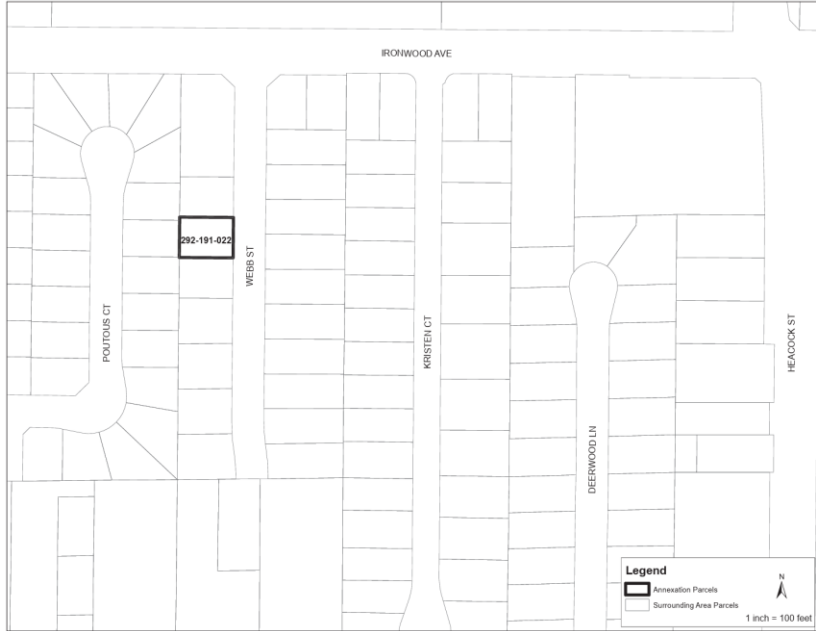 IRONWOOD AVE
292-191-022
WEBB ST
POUTOUS CT
KRISTEN CT
HEACOCK ST
DEERWOOD LN
Legend
Annexation Parcels
Surrounding Area Parcels
N
1 inch = 100 feet